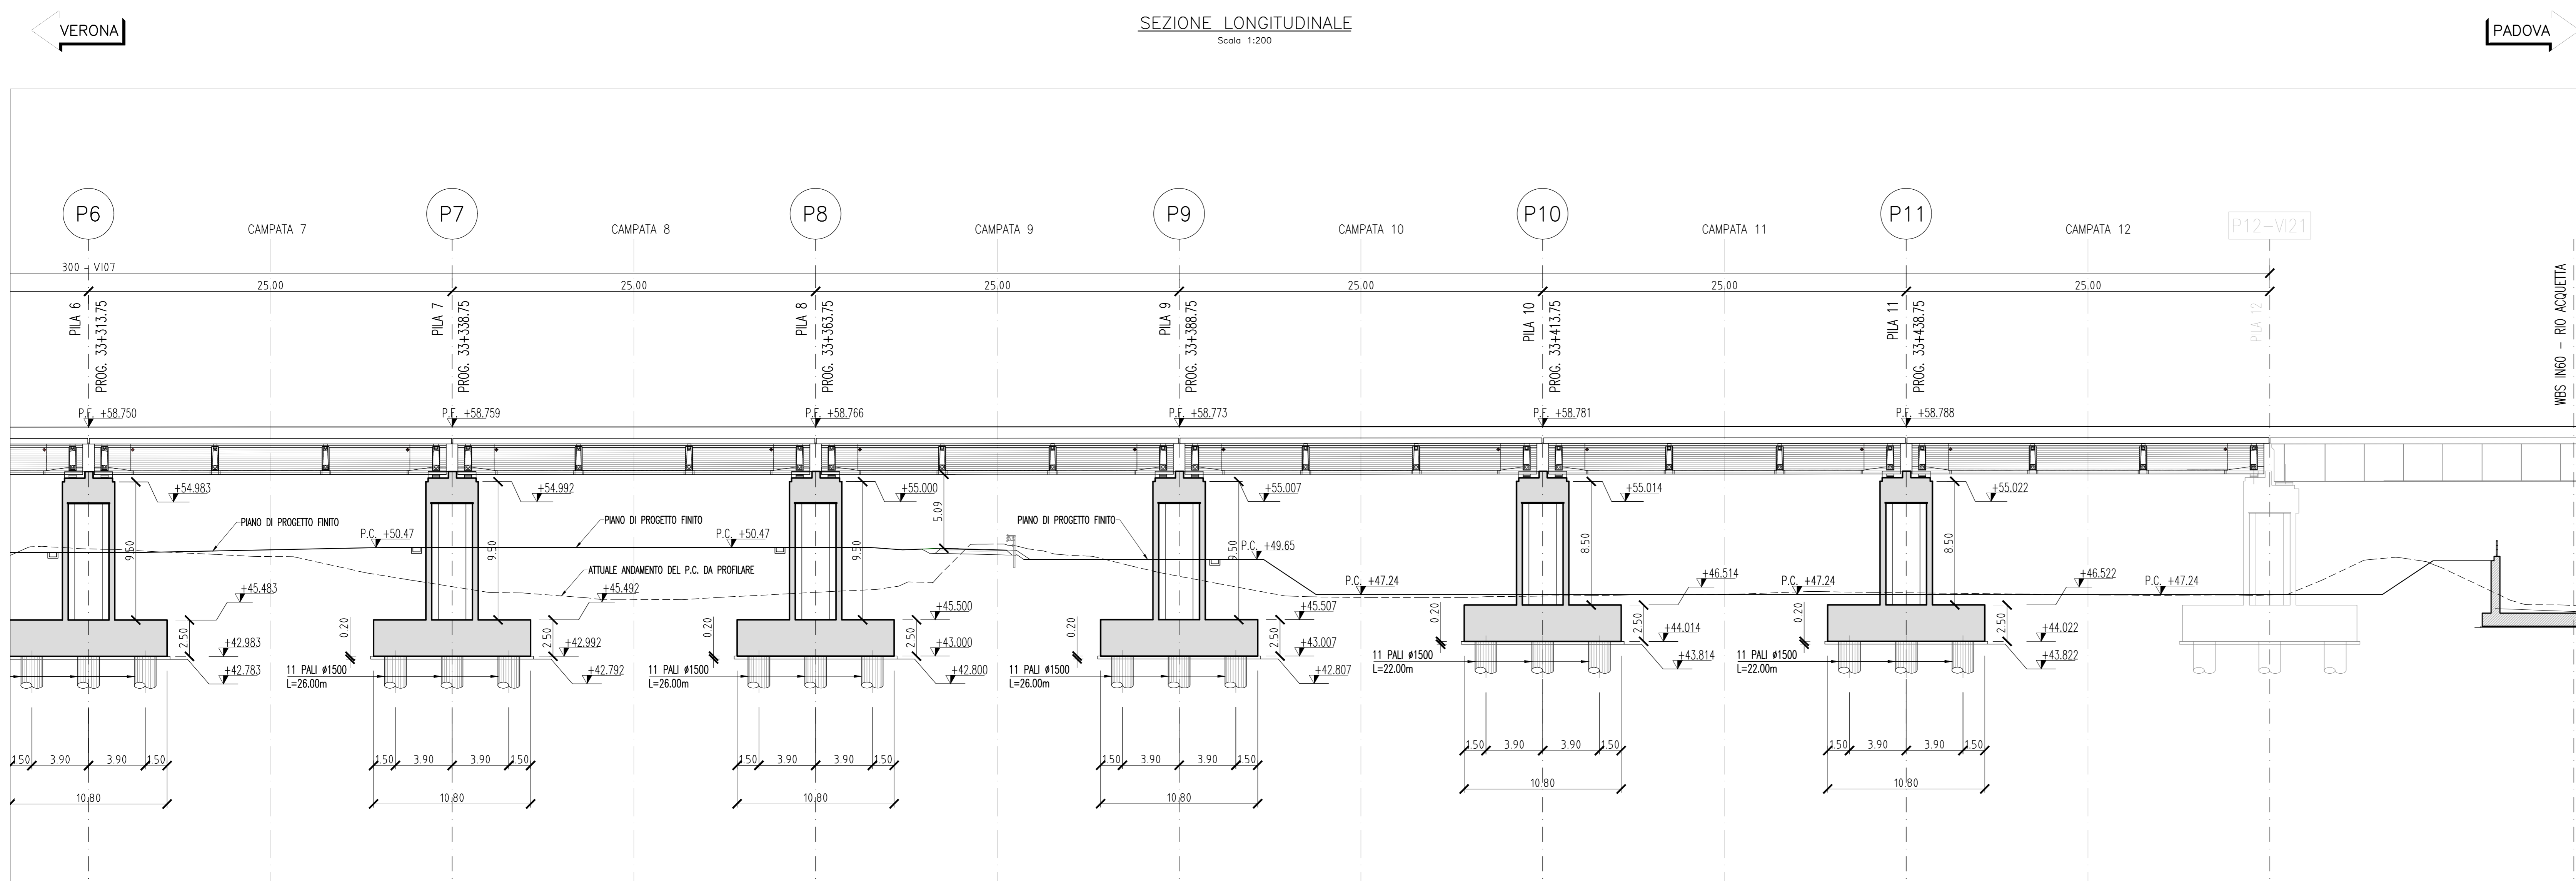 VERONA
SEZIONE LONGITUDINALE
Scala 1:200
PADOVA
P6
P7
P8
P9
P10
P11
P12-VI21
CAMPATA 7
CAMPATA 8
CAMPATA 9
CAMPATA 10
CAMPATA 11
CAMPATA 12
300 - VI07
25.00
25.00
25.00
25.00
25.00
25.00
PILA 6
PROG. 33+313.75
PILA 7
PROG. 33+338.75
PILA 8
PROG. 33+363.75
PILA 9
PROG. 33+388.75
PILA 10
PROG. 33+413.75
PILA 11
PROG. 33+438.75
PILA 12
WBS IN60 - RIO ACQUETTA
P.F. +58.750
P.F. +58.759
P.F. +58.766
P.F. +58.773
P.F. +58.781
P.F. +58.788
+54.983
+54.992
+55.000
+55.007
+55.014
+55.022
5.09
9.50
9.50
9.50
9.50
8.50
8.50
PIANO DI PROGETTO FINITO
PIANO DI PROGETTO FINITO
PIANO DI PROGETTO FINITO
P.C. +50.47
P.C. +50.47
P.C. +49.65
P.C. +47.24
P.C. +47.24
P.C. +47.24
ATTUALE ANDAMENTO DEL P.C. DA PROFILARE
+45.483
+45.492
+45.500
+45.507
+46.514
+46.522
2.50
2.50
2.50
2.50
2.50
2.50
0.20
0.20
0.20
0.20
0.20
+42.983
+42.992
+43.000
+43.007
+44.014
+44.022
+42.783
+42.792
+42.800
+42.807
+43.814
+43.822
11 PALI ø1500
L=26.00m
11 PALI ø1500
L=26.00m
11 PALI ø1500
L=26.00m
11 PALI ø1500
L=22.00m
11 PALI ø1500
L=22.00m
1.50 3.90 3.90 1.50
1.50 3.90 3.90 1.50
1.50 3.90 3.90 1.50
1.50 3.90 3.90 1.50
1.50 3.90 3.90 1.50
1.50 3.90 3.90 1.50
10.80
10.80
10.80
10.80
10.80
10.80